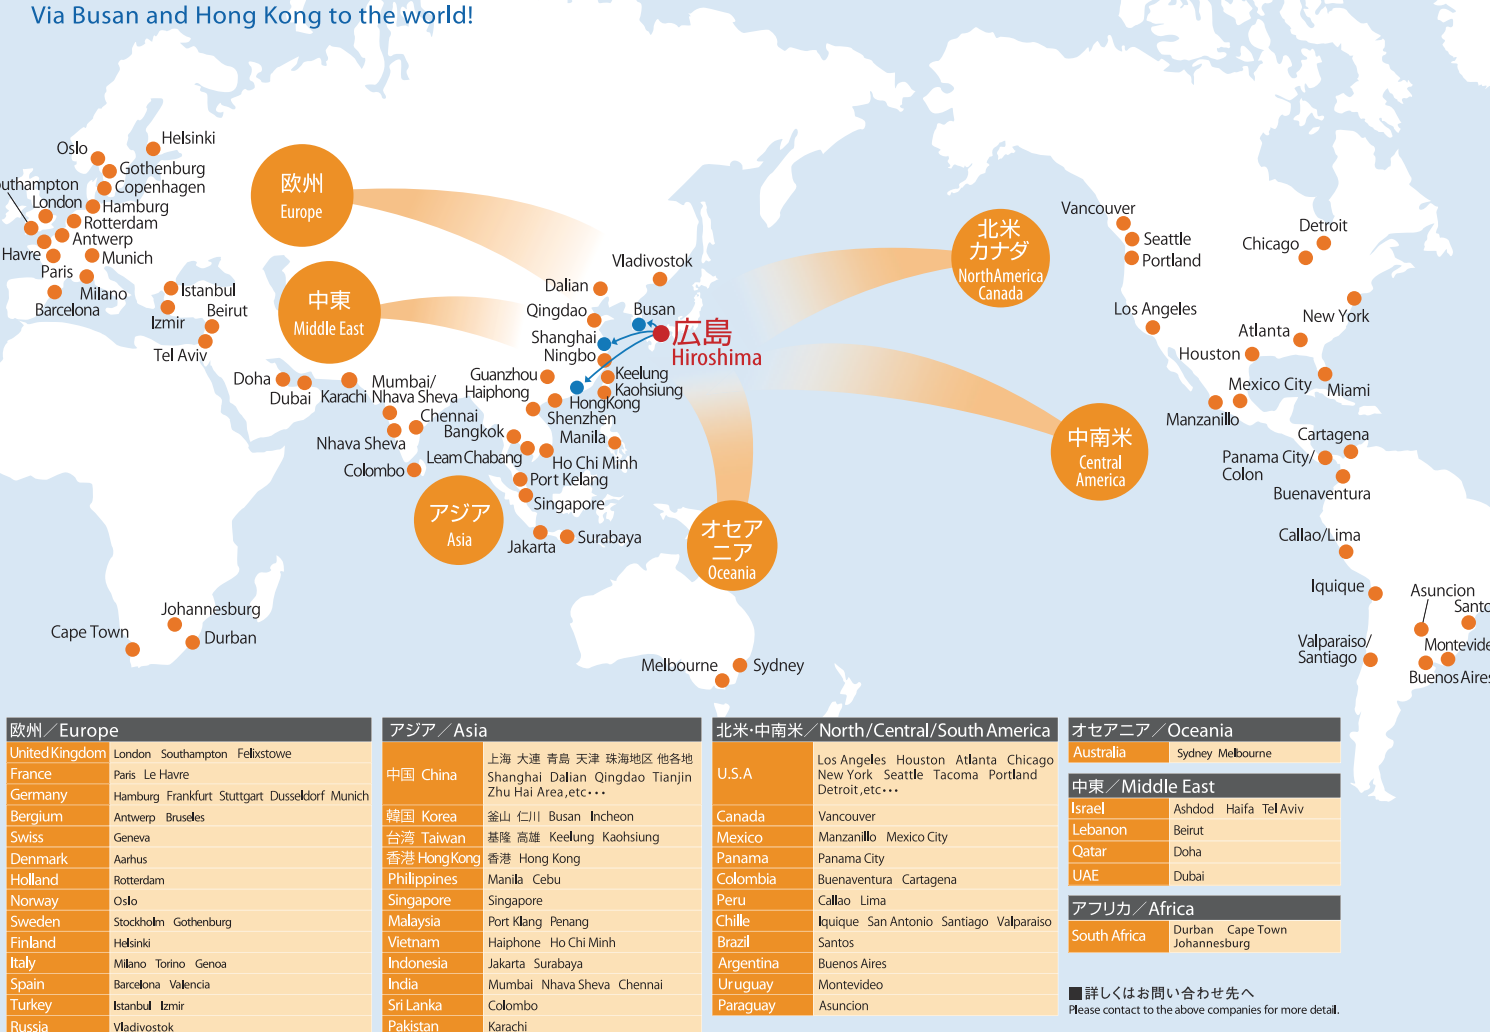 Via Busan and Hong Kong to the world!
Helsinki
Oslo
Gothenburg
Copenhagen
uthampton
London
Hamburg
Rotterdam
Antwerp
Havre
Munich
Paris
Milano
Barcelona
Istanbul
Izmir
Beirut
Tel Aviv
欧州
Europe
中東
Middle East
Doha
Dubai
Karachi
Mumbai/
Nhava Sheva
Chennai
Nhava Sheva
Colombo
Vladivostok
Dalian
Qingdao
Busan
Shanghai
Ningbo
広島
Hiroshima
Guanzhou
Haiphong
Keelung
Kaohsiung
HongKong
Shenzhen
Bangkok
Manila
Leam Chabang
Ho Chi Minh
Port Kelang
Singapore
アジア
Asia
Jakarta
Surabaya
オセア
ニア
Oceania
Johannesburg
Cape Town
Durban
Melbourne
Sydney
北米
カナダ
NorthAmerica
Canada
中南米
Central
America
Vancouver
Seattle
Portland
Detroit
Chicago
Los Angeles
New York
Atlanta
Houston
Mexico City
Miami
Manzanillo
Cartagena
Panama City/
Colon
Buenaventura
Callao/Lima
Iquique
Asuncion
Santo
Valparaiso/
Santiago
Montevide
Buenos Aires
欧州／Europe
United Kingdom London Southampton Felixstowe
France Paris Le Havre
Germany Hamburg Frankfurt Stuttgart Dusseldorf Munich
Bergium Antwerp Bruseles
Swiss Geneva
Denmark Aarhus
Holland Rotterdam
Norway Oslo
Sweden Stockholm Gothenburg
Finland Helsinki
Italy Milano Torino Genoa
Spain Barcelona Valencia
Turkey Istanbul Izmir
Russia Vladivostok
アジア／Asia
中国 China 上海 大連 青島 天津 珠海地区 他各地
Shanghai Dalian Qingdao Tianjin
Zhu Hai Area,etc・・・
韓国 Korea 釜山 仁川 Busan Incheon
台湾 Taiwan 基隆 高雄 Keelung Kaohsiung
香港 Hong Kong 香港 Hong Kong
Philippines Manila Cebu
Singapore Singapore
Malaysia Port Klang Penang
Vietnam Haiphone Ho Chi Minh
Indonesia Jakarta Surabaya
India Mumbai Nhava Sheva Chennai
Sri Lanka Colombo
Pakistan Karachi
北米・中南米／North/Central/South America
U.S.A Los Angeles Houston Atlanta Chicago
New York Seattle Tacoma Portland
Detroit,etc・・・
Canada Vancouver
Mexico Manzanillo Mexico City
Panama Panama City
Colombia Buenaventura Cartagena
Peru Callao Lima
Chille Iquique San Antonio Santiago Valparaiso
Brazil Santos
Argentina Buenos Aires
Uruguay Montevideo
Paraguay Asuncion
オセアニア／Oceania
Australia Sydney Melbourne
中東／Middle East
Israel Ashdod Haifa Tel Aviv
Lebanon Beirut
Qatar Doha
UAE Dubai
アフリカ／Africa
South Africa Durban Cape Town
Johannesburg
■詳しくはお問い合わせ先へ
Please contact to the above companies for more detail.